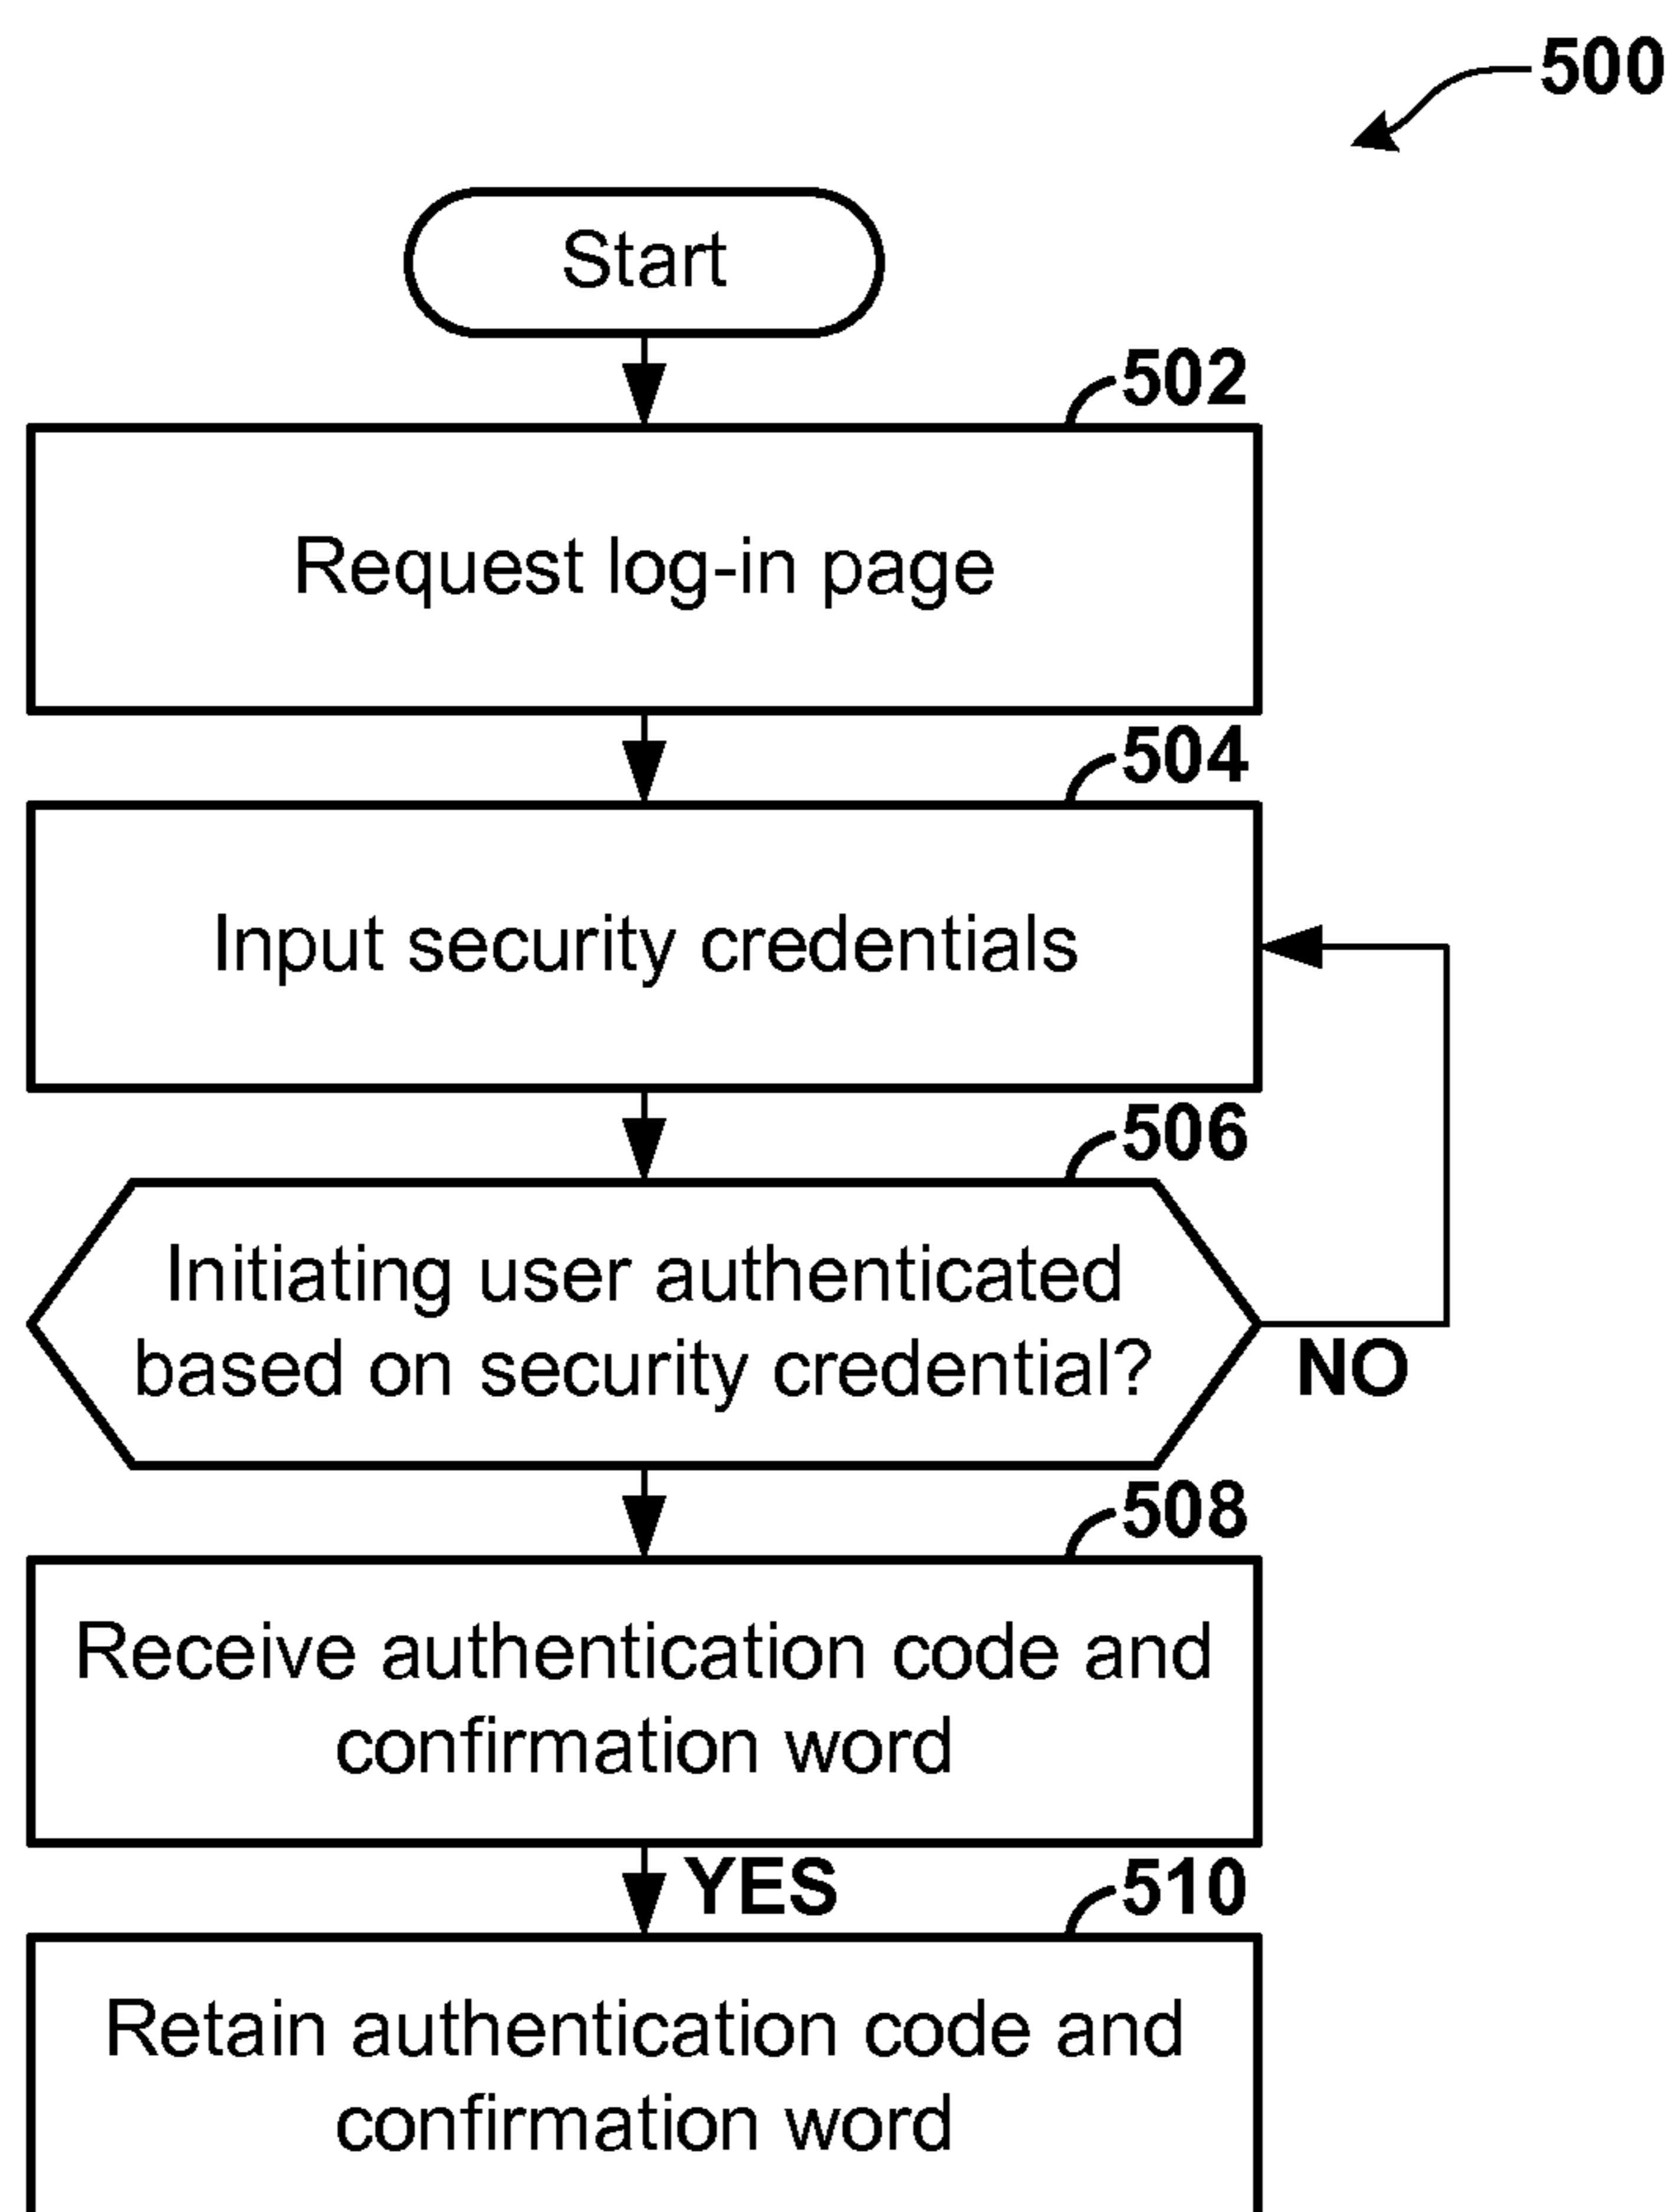 500
Start
502
Request log-in page
504
Input security credentials
506
Initiating user authenticated
based on security credential?
NO
508
Receive authentication code and
confirmation word
YES
510
Retain authentication code and
confirmation word